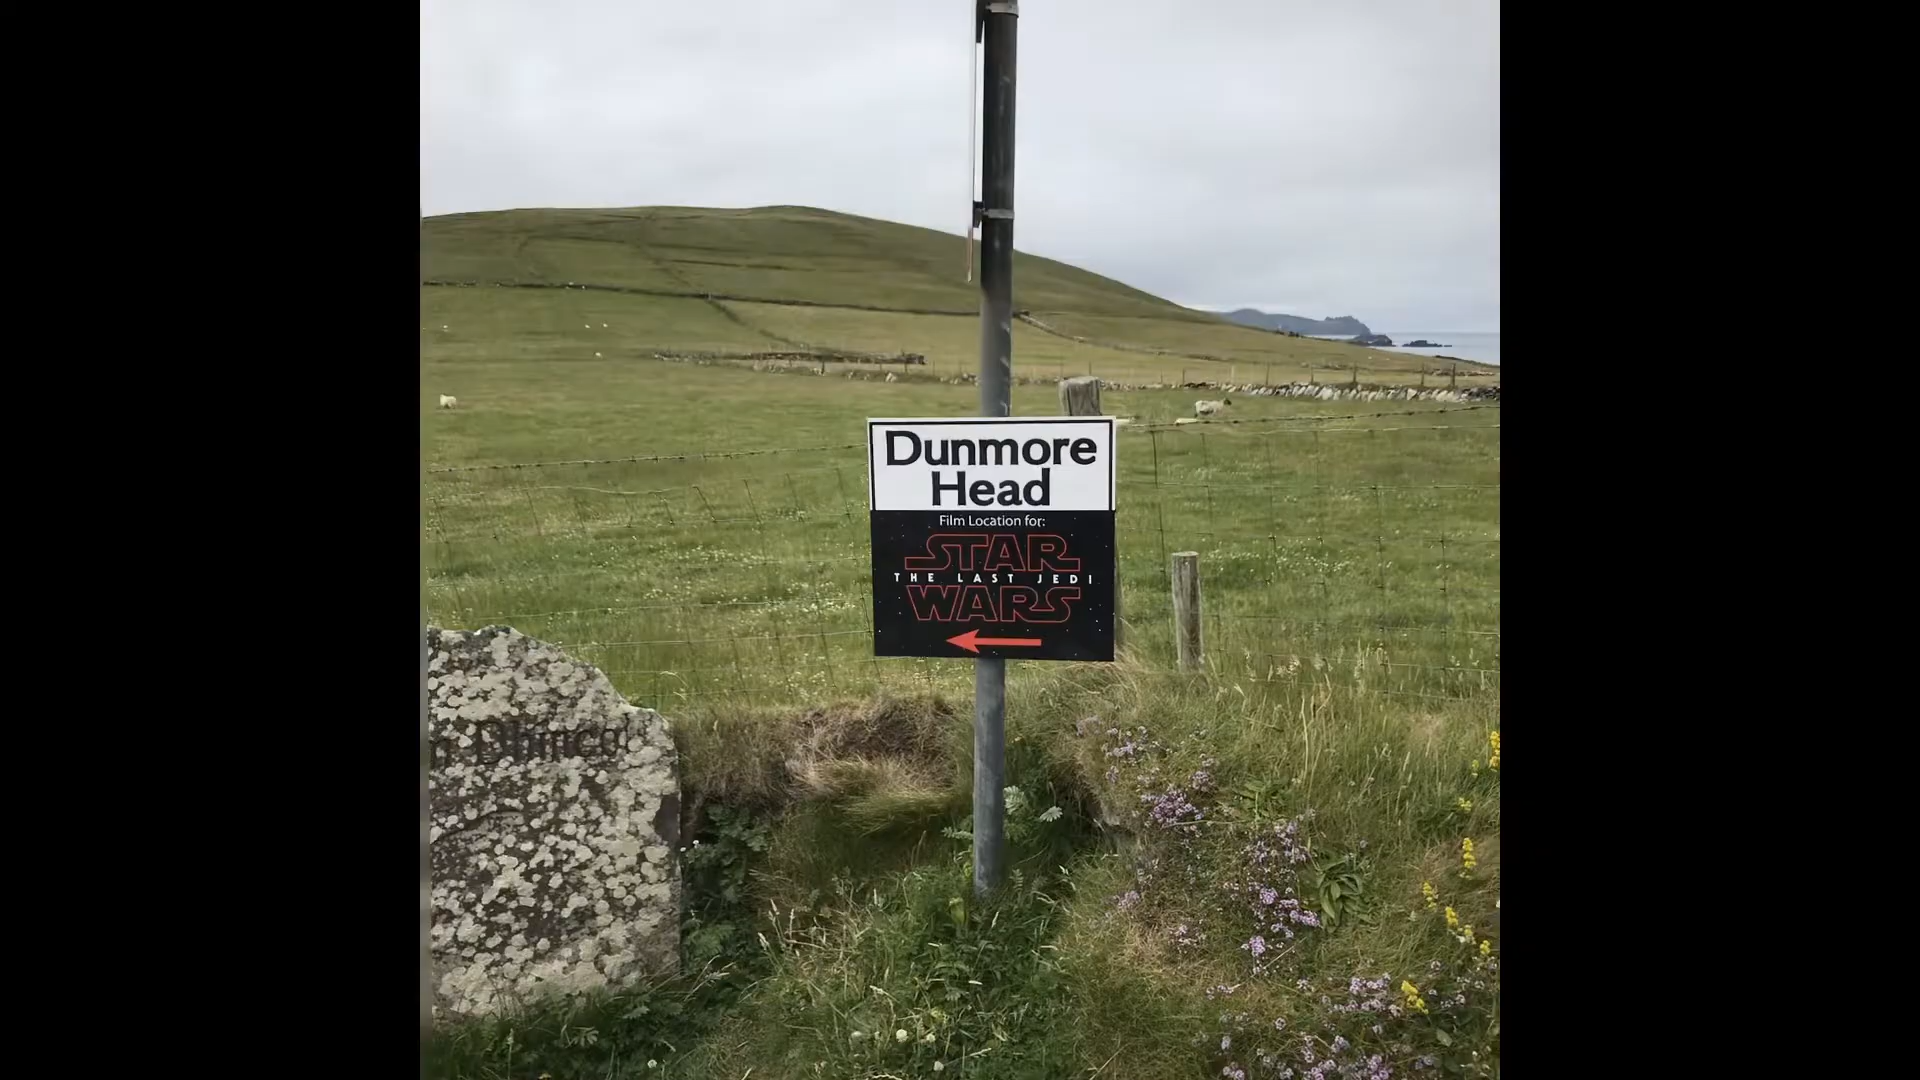 Dunmore
Head
Film Location for:
STAR
THE LAST JEDI
WARS